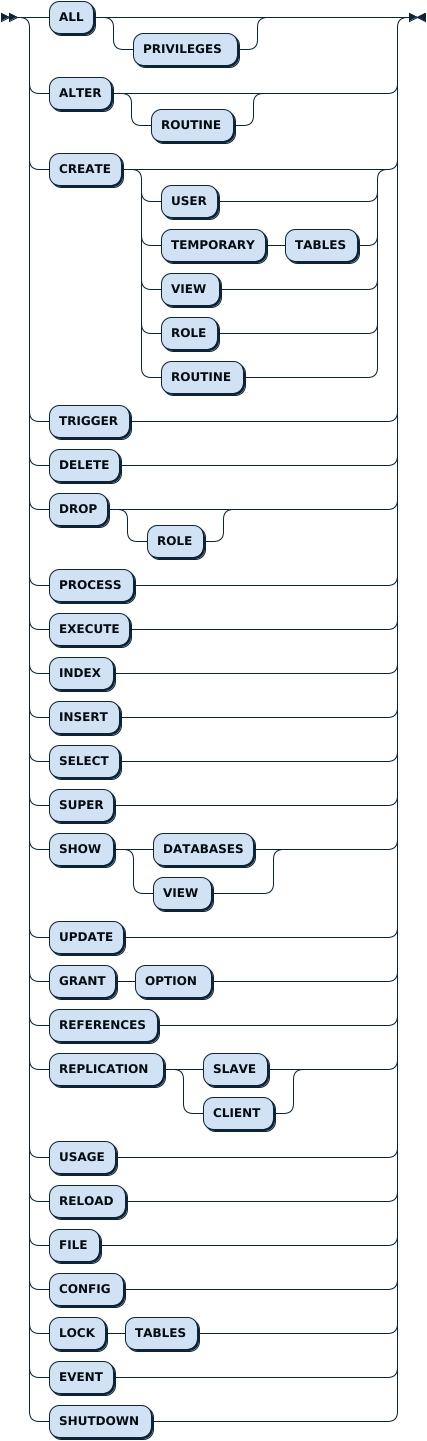 ALL
PRIVILEGES
ALTER
ROUTINE
CREATE
USER
TEMPORARY TABLES
VIEW
ROLE
ROUTINE
TRIGGER
DELETE
DROP
ROLE
PROCESS
EXECUTE
INDEX
INSERT
SELECT
SUPER
SHOW DATABASES
VIEW
UPDATE
GRANT OPTION
REFERENCES
REPLICATION SLAVE
CLIENT
USAGE
RELOAD
FILE
CONFIG
LOCK TABLES
EVENT
SHUTDOWN